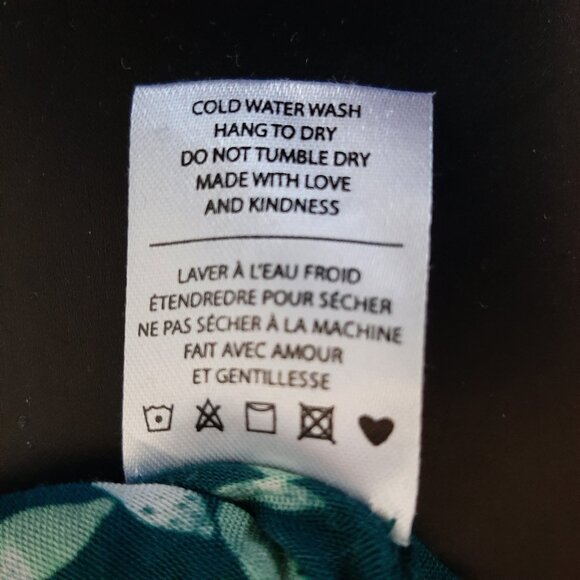 COLD WATER WASH
HANG TO DRY
DO NOT TUMBLE DRY
MADE WITH LOVE
AND KINDNESS
LAVER À L'EAU FROID
ÉTENDREDRE POUR SÉCHER
NE PAS SÉCHER À LA MACHINE
FAIT AVEC AMOUR
ET GENTILLESSE